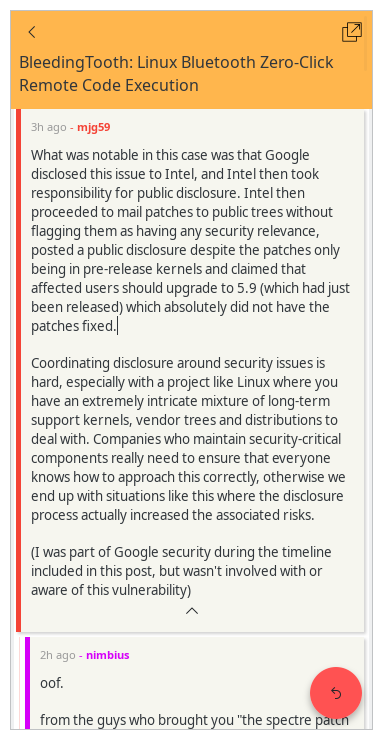 BleedingTooth: Linux Bluetooth Zero-Click
Remote Code Execution
3h ago - mjg59
What was notable in this case was that Google
disclosed this issue to Intel, and Intel then took
responsibility for public disclosure. Intel then
proceeded to mail patches to public trees without
flagging them as having any security relevance,
posted a public disclosure despite the patches only
being in pre-release kernels and claimed that
affected users should upgrade to 5.9 (which had just
been released) which absolutely did not have the
patches fixed.
Coordinating disclosure around security issues is
hard, especially with a project like Linux where you
have an extremely intricate mixture of long-term
support kernels, vendor trees and distributions to
deal with. Companies who maintain security-critical
components really need to ensure that everyone
knows how to approach this correctly, otherwise we
end up with situations like this where the disclosure
process actually increased the associated risks.
(I was part of Google security during the timeline
included in this post, but wasn't involved with or
aware of this vulnerability)
2h ago - nimbius
oof.
from the guys who brought you "the spectre patch